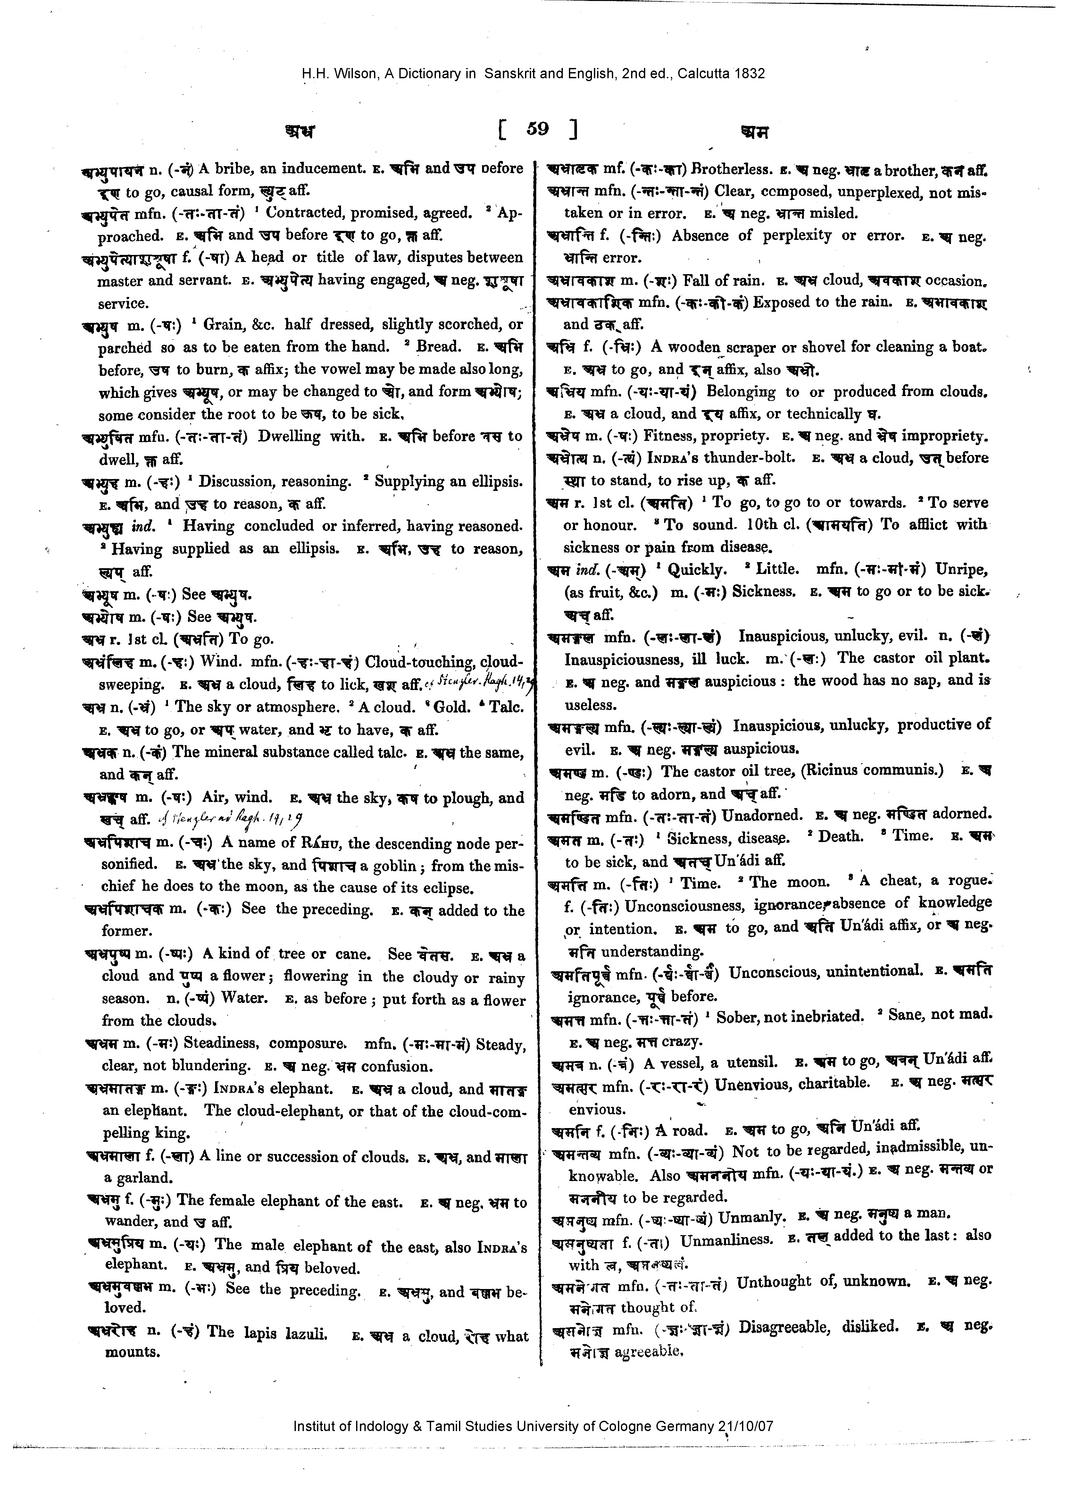 H.H. Wilson, A Dictionary in Sanskrit and English, 2nd ed., Calcutta 1832
अभ्र [ 59 ] अम
अभ्युपायन n. (-नं) A bribe, an inducement. E. अभि and उप before
इण to go, causal form, ल्युट् aff.
अभ्युपेत mfn. (-तः-ता-तं) 1 Contracted, promised, agreed. 2 Ap-
proached. E. अभि and उप before इण to go, क्त aff.
अभ्युपेत्याशुश्रूषा f. (-षा) A head or title of law, disputes between
master and servant. E. अभ्युपेत्य having engaged, अ neg. शुश्रूषा
service.
अभ्युष m. (-षः) 1 Grain, &c. half dressed, slightly scorched, or
parched so as to be eaten from the hand. 2 Bread. E. अभि
before, उष to burn, क affix; the vowel may be made also long,
which gives अभ्यूष, or may be changed to ओ, and form अभ्योष;
some consider the root to be ऊष, to be sick.
अभ्युषित mfn. (-तः-ता-तं) Dwelling with. E. अभि before वस to
dwell, क्त aff.
अभ्यूह m. (-हः) 1 Discussion, reasoning. 2 Supplying an ellipsis.
E. अभि, and ऊह to reason, क aff.
अभ्यूह्य ind. 1 Having concluded or inferred, having reasoned.
2 Having supplied as an ellipsis. E. अभि, ऊह to reason,
ल्यप् aff.
अभ्यूष m. (-षः) See अभ्युष.
अभ्योष m. (-षः) See अभ्युष.
अभ्र r. 1st cl. (अभ्रति) To go.
अभ्रंलिह m. (-हः) Wind. mfn. (-हः-हा-हं) Cloud-touching, cloud-
sweeping. E. अभ्र a cloud, लिह to lick, खश् aff. cf Stenzler. Ragh. 14, 29
अभ्र n. (-भ्रं) 1 The sky or atmosphere. 2 A cloud. 3 Gold. 4 Talc.
E. अभ्र to go, or अप् water, and भृ to have, क aff.
अभ्रक n. (-कं) The mineral substance called talc. E. अभ्र the same,
and कन् aff.
अभ्रङ्कष m. (-षः) Air, wind. E. अभ्र the sky, कष to plough, and
खच् aff. cf Stenzler ad Ragh. 14, 29
अभ्रपिशाच m. (-चः) A name of RÁHU, the descending node per-
sonified. E. अभ्र the sky, and पिशाच a goblin; from the mis-
chief he does to the moon, as the cause of its eclipse.
अभ्रपिशाचक m. (-कः) See the preceding. E. कन् added to the
former.
अभ्रपुष्प m. (-ष्पः) A kind of tree or cane. See वेतस. E. अभ्र a
cloud and पुष्प a flower; flowering in the cloudy or rainy
season. n. (-ष्पं) Water. E. as before; put forth as a flower
from the clouds.
अभ्रम m. (-मः) Steadiness, composure. mfn. (-मः-मा-मं) Steady,
clear, not blundering. E. अ neg. भ्रम confusion.
अभ्रमातङ्ग m. (-ङ्गः) INDRA'S elephant. E. अभ्र a cloud, and मातङ्ग
an elephant. The cloud-elephant, or that of the cloud-com-
pelling king.
अभ्रमाला f. (-ला) A line or succession of clouds. E. अभ्र, and माला
a garland.
अभ्रमु f. (-मुः) The female elephant of the east. E. अ neg. भ्रम to
wander, and उ aff.
अभ्रमुप्रिय m. (-यः) The male elephant of the east, also INDRA'S
elephant. E. अभ्रमु, and प्रिय beloved.
अभ्रमुवल्लभ m. (-भः) See the preceding. E. अभ्रमु, and वल्लभ be-
loved.
अभ्ररोह n. (-हं) The lapis lazuli. E. अभ्र a cloud, रोह what
mounts.
अभ्रातृक mf. (-कः-का) Brotherless. E. अ neg. भ्रातृ a brother, कन् aff.
अभ्रान्त mfn. (-न्तः-न्ता-न्तं) Clear, composed, unperplexed, not mis-
taken or in error. E. अ neg. भ्रान्त misled.
अभ्रान्ति f. (-न्तिः) Absence of perplexity or error. E. अ neg.
भ्रान्ति error.
अभ्रावकाश m. (-शः) Fall of rain. E. अभ्र cloud, अवकाश occasion.
अभ्रावकाशिक mfn. (-कः-की-कं) Exposed to the rain. E. अभ्रावकाश
and ठक् aff.
अभ्रि f. (-भ्रिः) A wooden scraper or shovel for cleaning a boat.
E. अभ्र to go, and इन् affix, also अभ्री.
अभ्रिय mfn. (-यः-या-यं) Belonging to or produced from clouds.
E. अभ्र a cloud, and इय affix, or technically घ.
अभ्रेष m. (-षः) Fitness, propriety. E. अ neg. and भ्रेष impropriety.
अभ्रोत्य n. (-त्यं) INDRA'S thunder-bolt. E. अभ्र a cloud, उत् before
स्था to stand, to rise up, क aff.
अम r. 1st cl. (अमति) 1 To go, to go to or towards. 2 To serve
or honour. 3 To sound. 10th cl. (आमयति) To afflict with
sickness or pain from disease.
अम ind. (-अम्) 1 Quickly. 2 Little. mfn. (-मः-मा-मं) Unripe,
(as fruit, &c.) m. (-मः) Sickness. E. अम to go or to be sick.
अच् aff.
अमङ्गल mfn. (-लः-ला-लं) Inauspicious, unlucky, evil. n. (-लं)
Inauspiciousness, ill luck. m. (-लः) The castor oil plant.
E. अ neg. and मङ्गल auspicious: the wood has no sap, and is
useless.
अमङ्गल्य mfn. (-ल्यः-ल्या-ल्यं) Inauspicious, unlucky, productive of
evil. E. अ neg. मङ्गल्य auspicious.
अमण्ड m. (-ण्डः) The castor oil tree, (Ricinus communis.) E. अ
neg. मडि to adorn, and अच् aff.
अमण्डित mfn. (-तः-ता-तं) Unadorned. E. अ neg. मण्डित adorned.
अमत m. (-तः) 1 Sickness, disease. 2 Death. 3 Time. E. अम
to be sick, and अतच् Un'ádi aff.
अमति m. (-तिः) 1 Time. 2 The moon. 3 A cheat, a rogue.
f. (-तिः) Unconsciousness, ignorance, absence of knowledge
or intention. E. अम to go, and अति Un'ádi affix, or अ neg.
मति understanding.
अमतिपूर्व mfn. (-र्वः-र्वा-र्वं) Unconscious, unintentional. E. अमति
ignorance, पूर्व before.
अमत्त mfn. (-त्तः-त्ता-त्तं) 1 Sober, not inebriated. 2 Sane, not mad.
E. अ neg. मत्त crazy.
अमत्र n. (-त्रं) A vessel, a utensil. E. अम to go, अत्रन् Un'ádi aff.
अमत्सर mfn. (-रः-रा-रं) Unenvious, charitable. E. अ neg. मत्सर
envious.
अमनि f. (-निः) A road. E. अम to go, अनि Un'ádi aff.
अमन्तव्य mfn. (-व्यः-व्या-व्यं) Not to be regarded, inadmissible, un-
knowable. Also अमननीय mfn. (-यः-या-यं.) E. अ neg. मन्तव्य or
मननीय to be regarded.
अमनुष्य mfn. (-ष्यः-ष्या-ष्यं) Unmanly. E. अ neg. मनुष्य a man.
अमनुष्यता f. (-ता) Unmanliness. E. तल् added to the last: also
with त्व, अमनुष्यत्वं.
अमनोगत mfn. (-तः-ता-तं) Unthought of, unknown. E. अ neg.
मनोगत thought of.
अमनोज्ञ mfn. (-ज्ञः-ज्ञा-ज्ञं) Disagreeable, disliked. E. अ neg.
मनोज्ञ agreeable.
Institut of Indology & Tamil Studies University of Cologne Germany 21/10/07